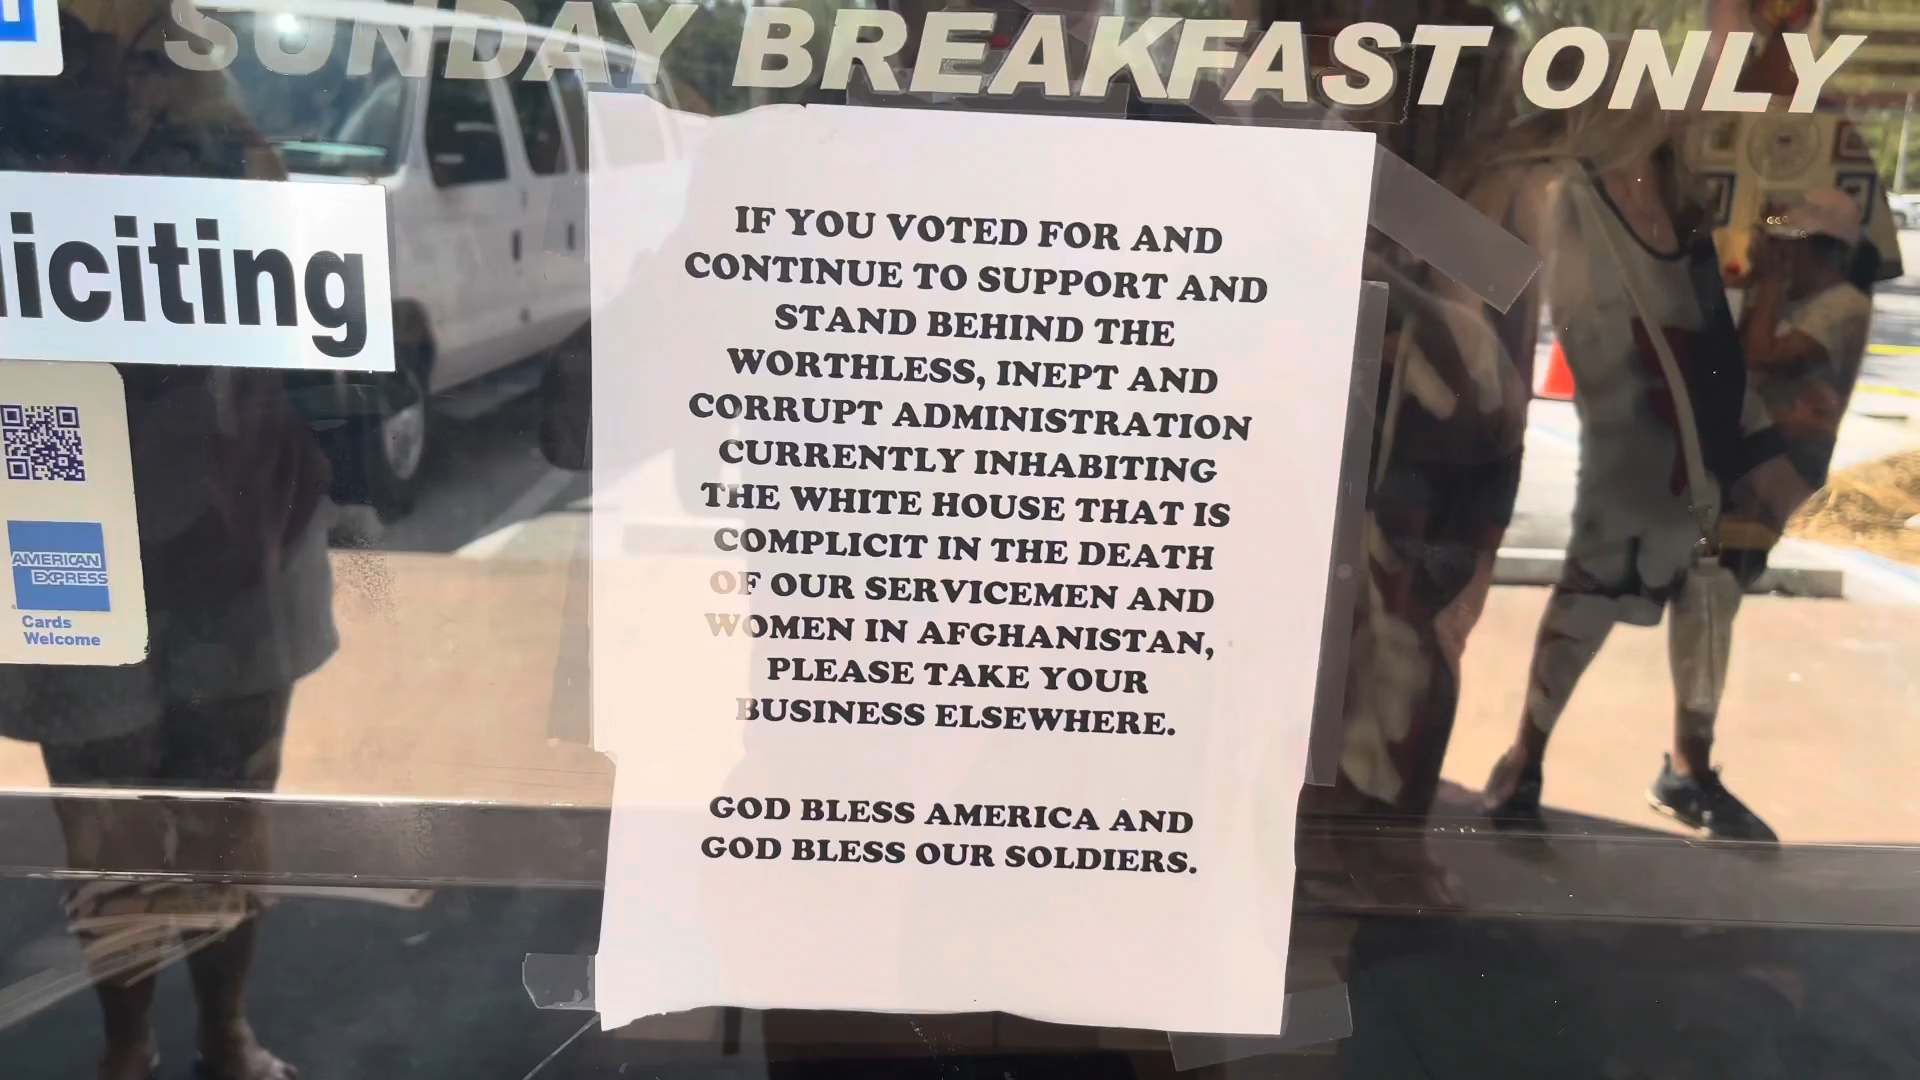 SUNDAY BREAKFAST ONLY
iciting
AMERICAN
EXPRESS
Cards
Welcome
IF YOU VOTED FOR AND
CONTINUE TO SUPPORT AND
STAND BEHIND THE
WORTHLESS, INEPT AND
CORRUPT ADMINISTRATION
CURRENTLY INHABITING
THE WHITE HOUSE THAT IS
COMPLICIT IN THE DEATH
OF OUR SERVICEMEN AND
WOMEN IN AFGHANISTAN,
PLEASE TAKE YOUR
BUSINESS ELSEWHERE.
GOD BLESS AMERICA AND
GOD BLESS OUR SOLDIERS.